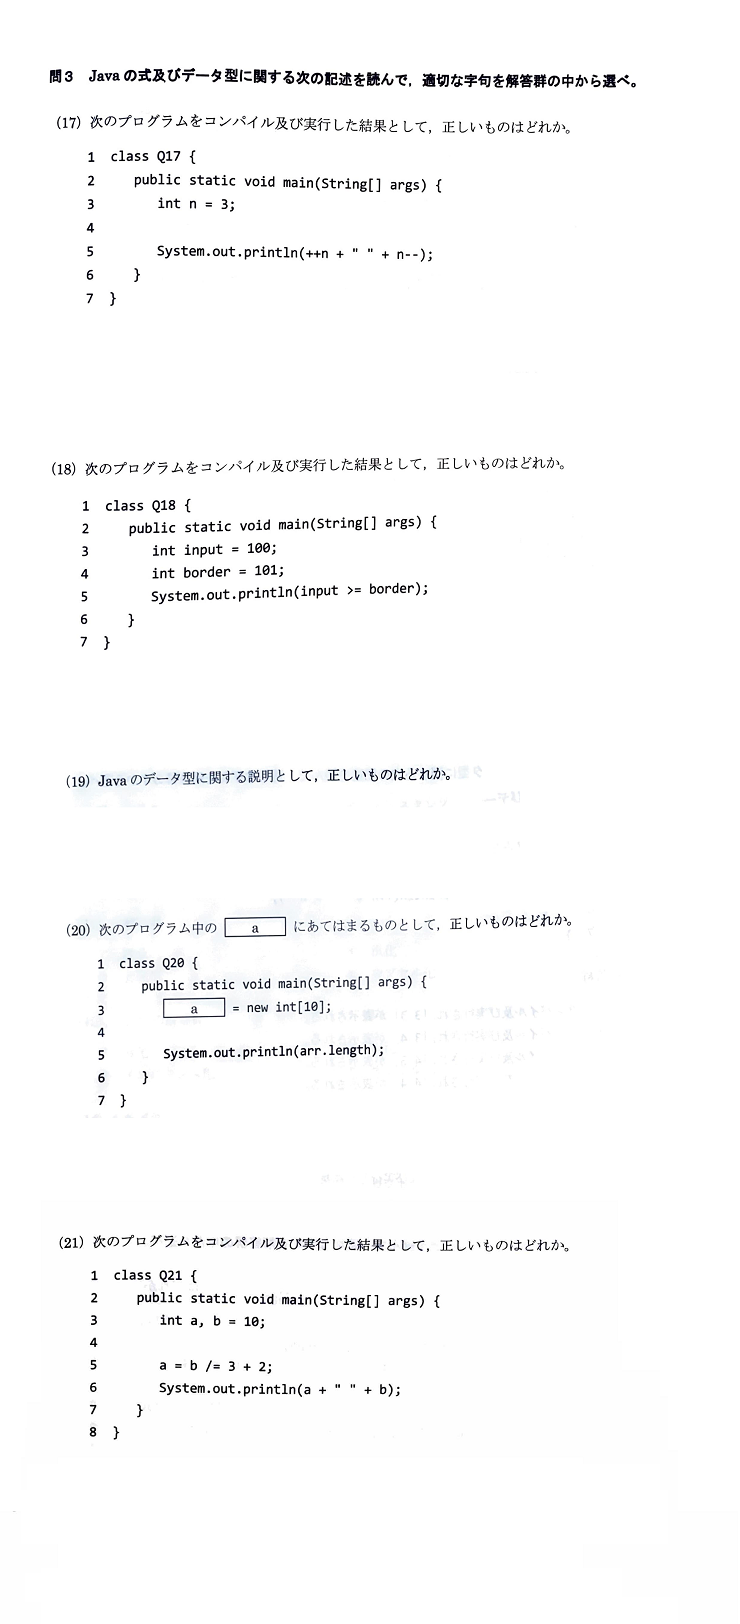 問3 Java の式及びデータ型に関する次の記述を読んで，適切な字句を解答群の中から選べ。
(17) 次のプログラムをコンパイル及び実行した結果として，正しいものはどれか。
1 class Q17 {
2 public static void main(String[] args) {
3 int n = 3;
4
5 System.out.println(++n + " " + n--);
6 }
7 }
(18) 次のプログラムをコンパイル及び実行した結果として，正しいものはどれか。
1 class Q18 {
2 public static void main(String[] args) {
3 int input = 100;
4 int border = 101;
5 System.out.println(input >= border);
6 }
7 }
(19) Java のデータ型に関する説明として，正しいものはどれか。
(20) 次のプログラム中の a にあてはまるものとして，正しいものはどれか。
1 class Q20 {
2 public static void main(String[] args) {
3 a = new int[10];
4
5 System.out.println(arr.length);
6 }
7 }
(21) 次のプログラムをコンパイル及び実行した結果として，正しいものはどれか。
1 class Q21 {
2 public static void main(String[] args) {
3 int a, b = 10;
4
5 a = b /= 3 + 2;
6 System.out.println(a + " " + b);
7 }
8 }